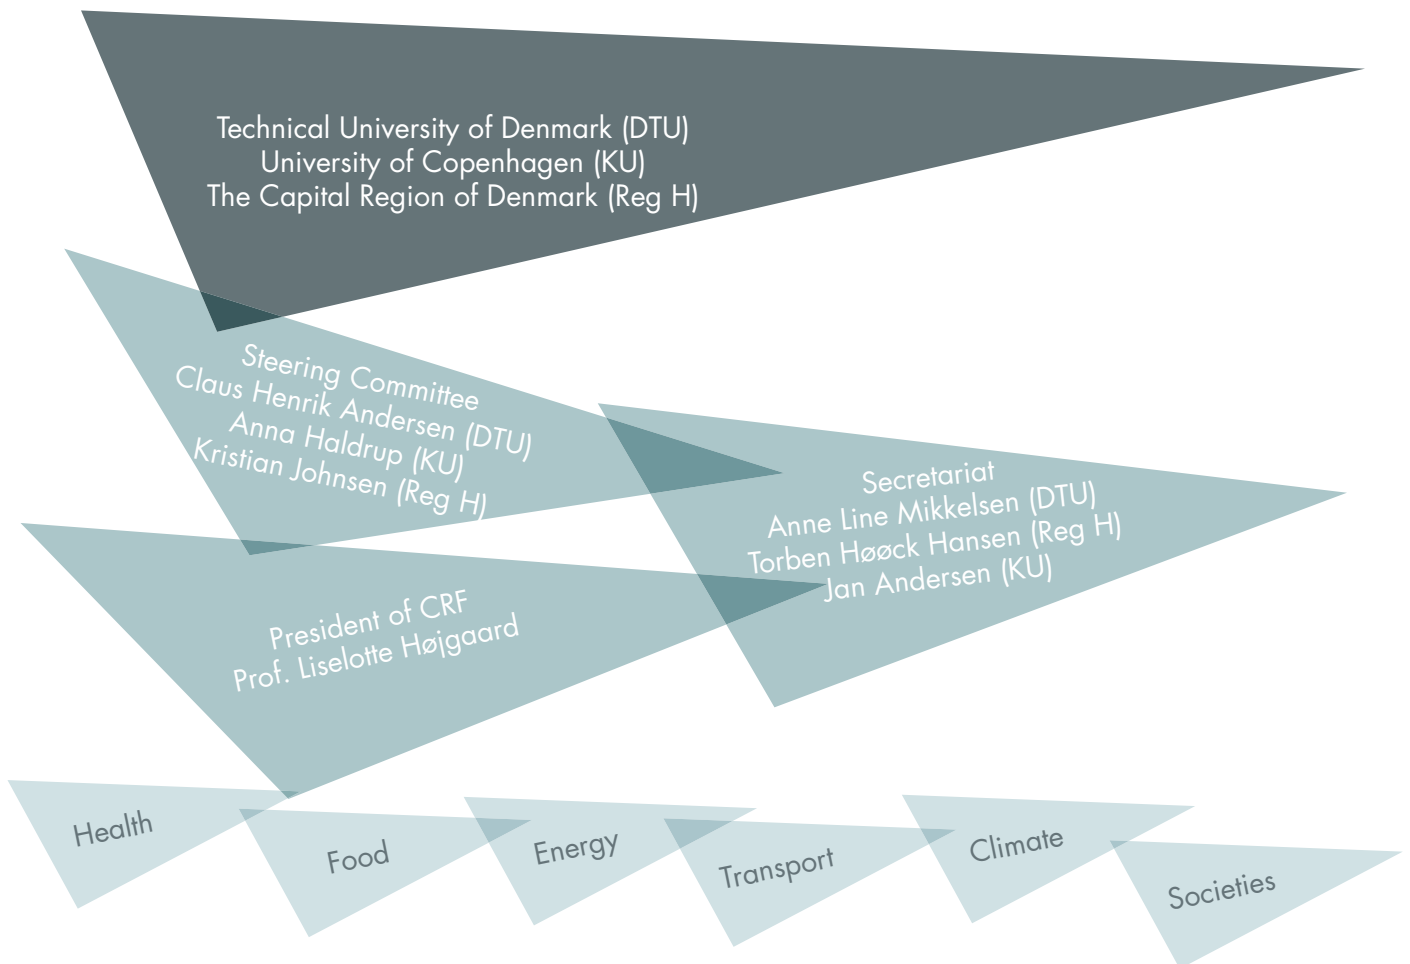 Technical University of Denmark (DTU)
University of Copenhagen (KU)
The Capital Region of Denmark (Reg H)
Steering Committee
Claus Henrik Andersen (DTU)
Anna Haldrup (KU)
Kristian Johnsen (Reg H)
Secretariat
Anne Line Mikkelsen (DTU)
Torben Høøck Hansen (Reg H)
Jan Andersen (KU)
President of CRF
Prof. Liselotte Højgaard
Health
Food
Energy
Transport
Climate
Societies